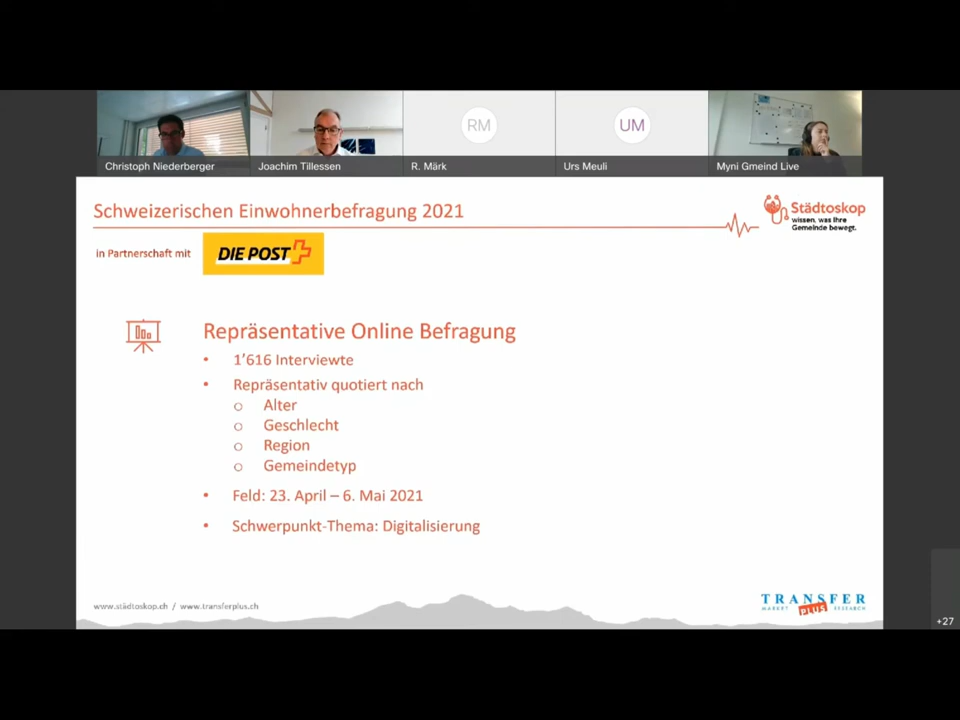 RM
UM
Christoph Niederberger
Joachim Tillessen
R. Märk
Urs Meuli
Myni Gmeind Live
Schweizerischen Einwohnerbefragung 2021
Städtoskop
wissen, was Ihre
Gemeinde bewegt.
in Partnerschaft mit
DIE POST
Repräsentative Online Befragung
• 1’616 Interviewte
• Repräsentativ quotiert nach
o Alter
o Geschlecht
o Region
o Gemeindetyp
• Feld: 23. April – 6. Mai 2021
• Schwerpunkt-Thema: Digitalisierung
www.städtoskop.ch / www.transferplus.ch
TRANSFER
MARKET PLUS RESEARCH
+27